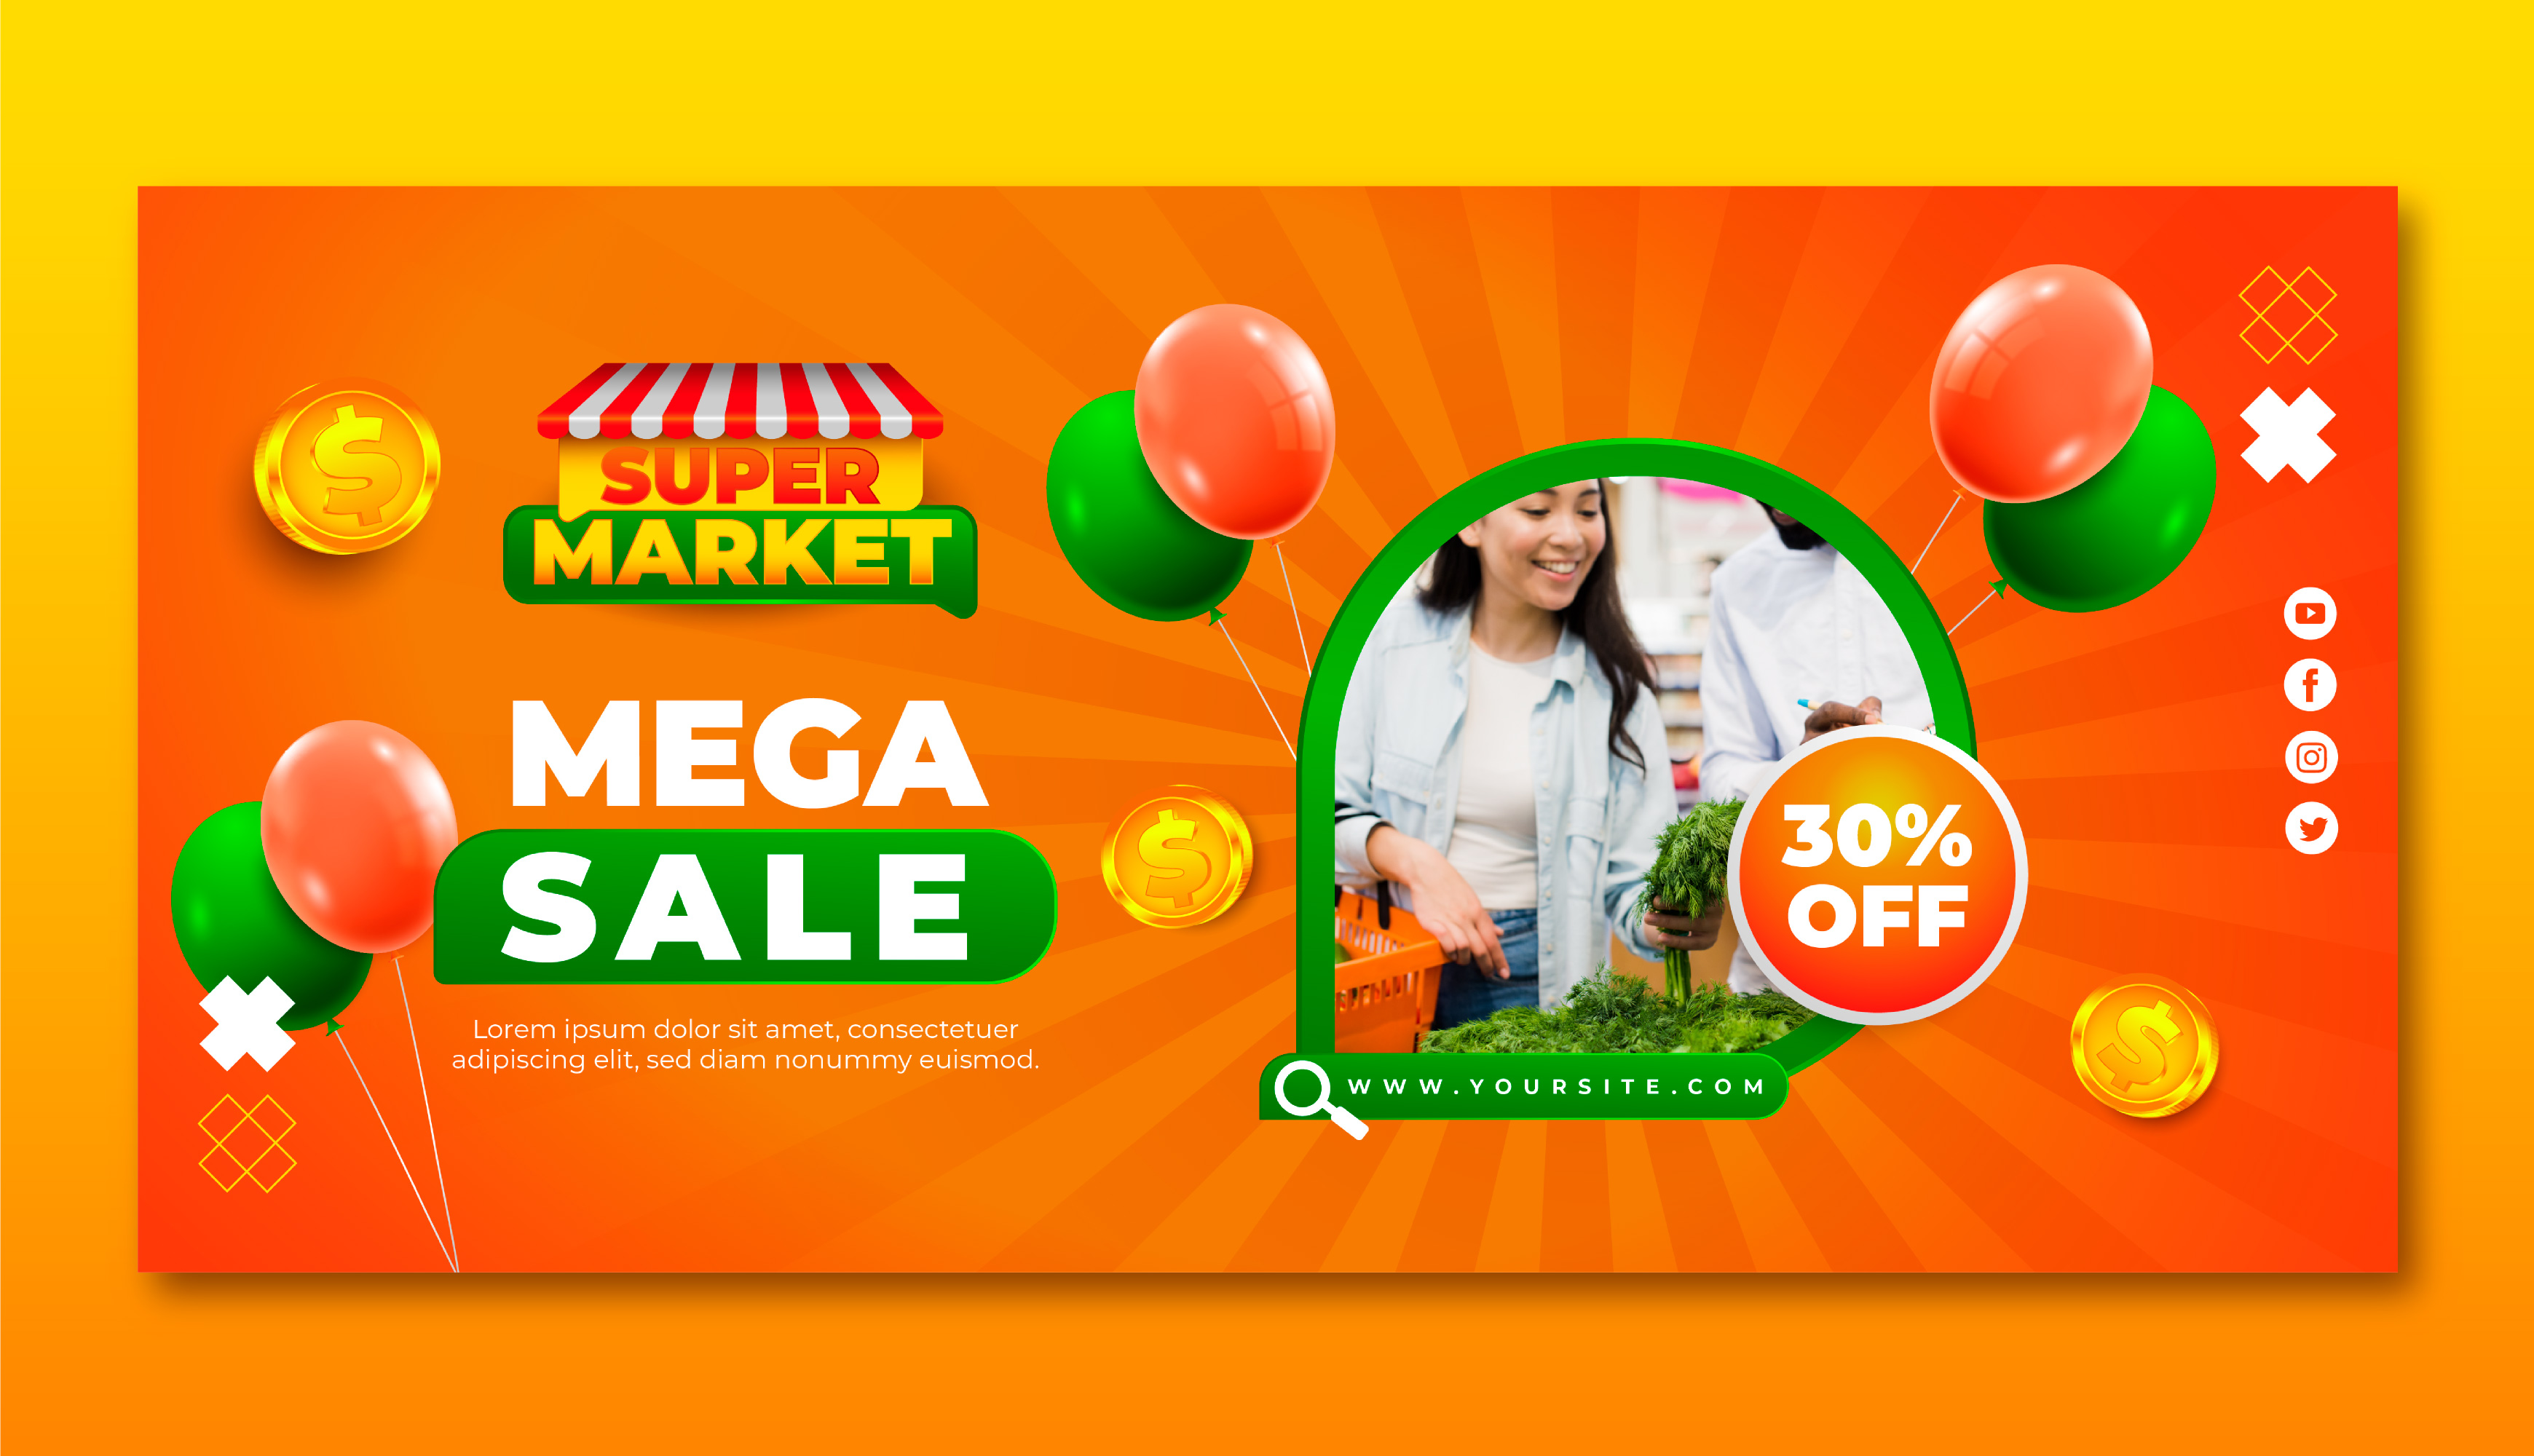 SUPER
MARKET
MEGA
SALE
Lorem ipsum dolor sit amet, consectetuer
adipiscing elit, sed diam nonummy euismod.
30%
OFF
WWW.YOURSITE.COM